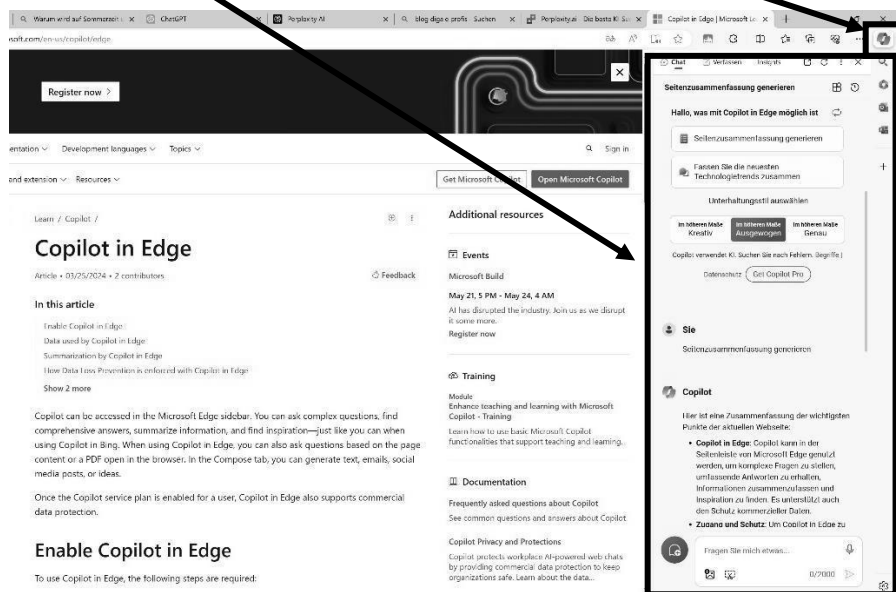 Warum wird auf Sommerzeit
ChatGPT
Perplexity AI
blog digeo profis Suchen
Perplexity.ai Die beste KI Su
Copilot in Edge | Microsoft Le
soft.com/en-us/copilot/edge
Register now
entation
Development languages
Topics
Sign in
and extension
Resources
Get Microsoft Copilot
Open Microsoft Copilot
Learn / Copilot /
Copilot in Edge
Article • 03/25/2024 • 2 contributors
Feedback
In this article
Enable Copilot in Edge
Data used by Copilot in Edge
Summarization by Copilot in Edge
How Data Loss Prevention is enforced with Copilot in Edge
Show 2 more
Copilot can be accessed in the Microsoft Edge sidebar. You can ask complex questions, find
comprehensive answers, summarize information, and find inspiration—just like you can when
using Copilot in Bing. When using Copilot in Edge, you can also ask questions based on the page
content or a PDF open in the browser. In the Compose tab, you can generate text, emails, social
media posts, or ideas.
Once the Copilot service plan is enabled for a user, Copilot in Edge also supports commercial
data protection.
Enable Copilot in Edge
To use Copilot in Edge, the following steps are required:
Additional resources
Events
Microsoft Build
May 21, 5 PM - May 24, 4 AM
AI has disrupted the industry. Join us as we disrupt
it some more.
Register now
Training
Module
Enhance teaching and learning with Microsoft
Copilot - Training
Learn how to use basic Microsoft Copilot
functionalities that support teaching and learning.
Documentation
Frequently asked questions about Copilot
See common questions and answers about Copilot
Copilot Privacy and Protections
Copilot protects workplace AI-powered web chats
by providing commercial data protection to keep
organizations safe. Learn about the data...
Chat
Verfassen
Insights
Seitenzusammenfassung generieren
Hallo, was mit Copilot in Edge möglich ist
Seitenzusammenfassung generieren
Fassen Sie die neuesten
Technologietrends zusammen
Unterhaltungsstil auswählen
Im höheren Maße
Kreativ
Im höheren Maße
Ausgewogen
Im höheren Maße
Genau
Copilot verwendet KI. Suchen Sie nach Fehlern. Begriffe |
Datenschutz
Get Copilot Pro
Sie
Seitenzusammenfassung generieren
Copilot
Hier ist eine Zusammenfassung der wichtigsten
Punkte der aktuellen Webseite:
• Copilot in Edge: Copilot kann in der
Seitenleiste von Microsoft Edge genutzt
werden, um komplexe Fragen zu stellen,
umfassende Antworten zu erhalten,
Informationen zusammenzufassen und
Inspiration zu finden. Es unterstützt auch
den Schutz kommerzieller Daten.
• Zugang und Schutz: Um Copilot in Edge zu
Fragen Sie mich etwas...
0/2000